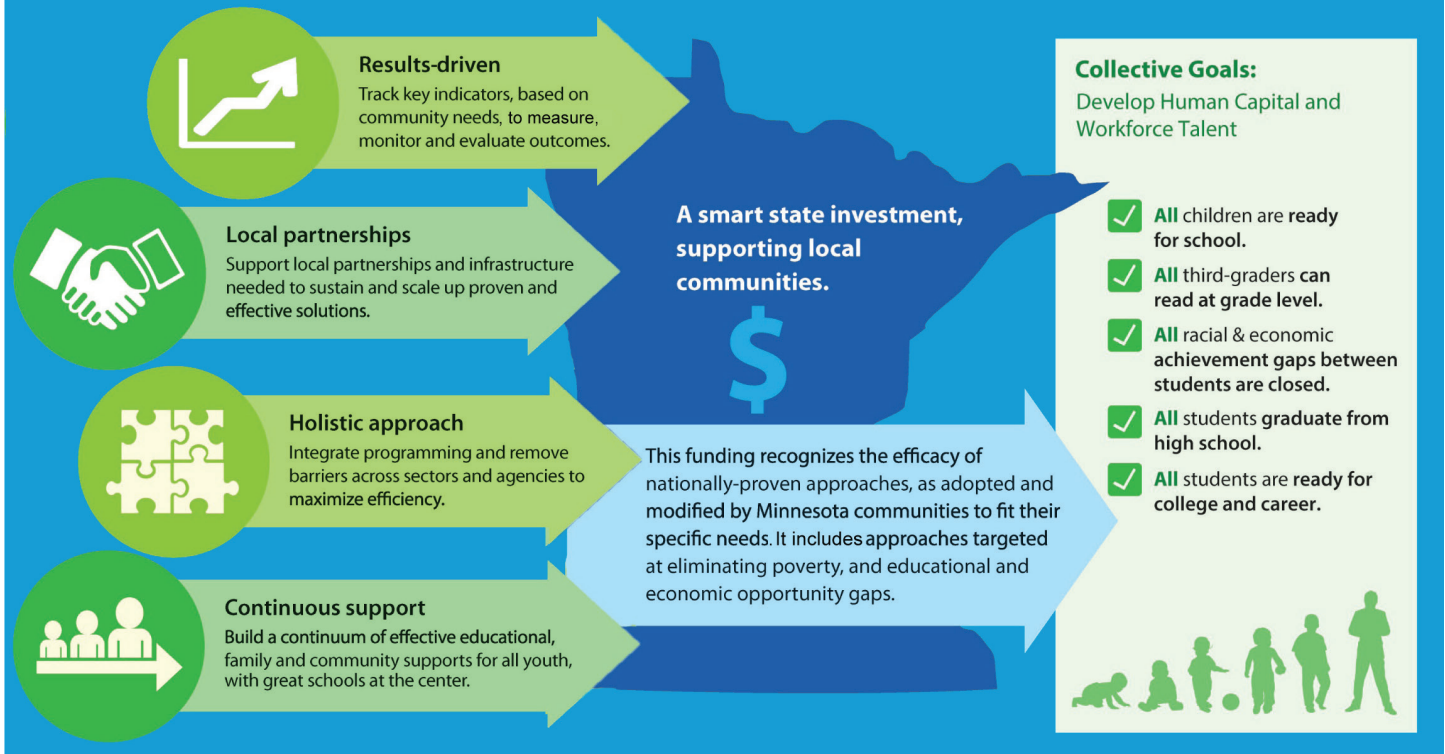 Results-driven
Track key indicators, based on
community needs, to measure,
monitor and evaluate outcomes.
Local partnerships
Support local partnerships and infrastructure
needed to sustain and scale up proven and
effective solutions.
Holistic approach
Integrate programming and remove
barriers across sectors and agencies to
maximize efficiency.
Continuous support
Build a continuum of effective educational,
family and community supports for all youth,
with great schools at the center.
A smart state investment,
supporting local
communities.
$
This funding recognizes the efficacy of
nationally-proven approaches, as adopted and
modified by Minnesota communities to fit their
specific needs. It includes approaches targeted
at eliminating poverty, and educational and
economic opportunity gaps.
Collective Goals:
Develop Human Capital and
Workforce Talent
All children are ready
for school.
All third-graders can
read at grade level.
All racial & economic
achievement gaps between
students are closed.
All students graduate from
high school.
All students are ready for
college and career.